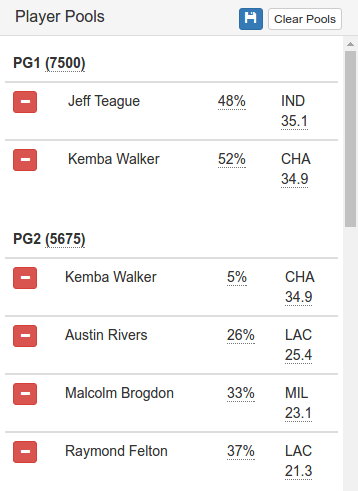 Player Pools
Clear Pools
PG1 (7500)
Jeff Teague 48% IND
35.1
Kemba Walker 52% CHA
34.9
PG2 (5675)
Kemba Walker 5% CHA
34.9
Austin Rivers 26% LAC
25.4
Malcolm Brogdon 33% MIL
23.1
Raymond Felton 37% LAC
21.3